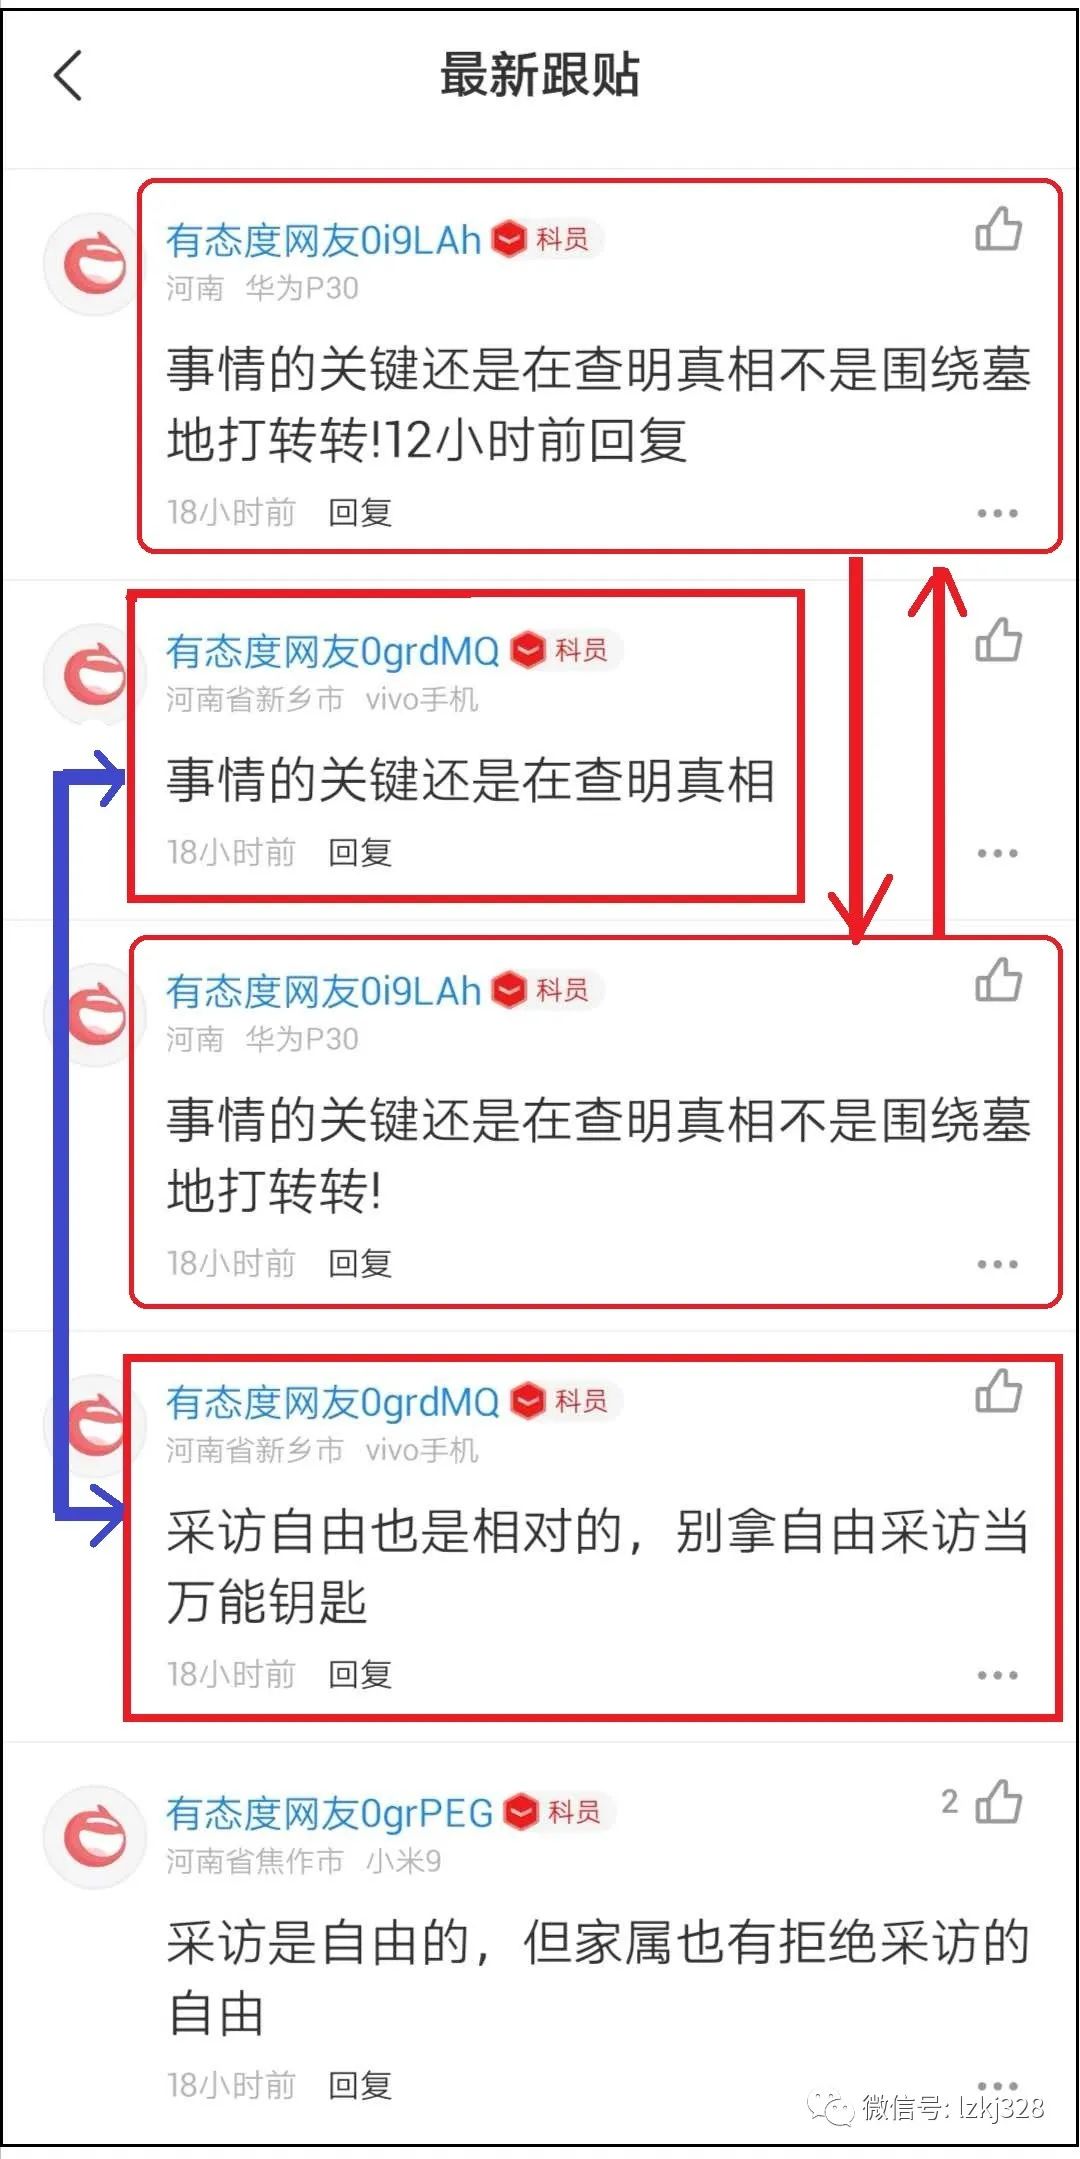 最新跟贴
有态度网友0i9LAh 科员
河南 华为P30
事情的关键还是在查明真相不是围绕墓
地打转转!12小时前回复
18小时前 回复
有态度网友0grdMQ 科员
河南省新乡市 vivo手机
事情的关键还是在查明真相
18小时前 回复
有态度网友0i9LAh 科员
河南 华为P30
事情的关键还是在查明真相不是围绕墓
地打转转!
18小时前 回复
有态度网友0grdMQ 科员
河南省新乡市 vivo手机
采访自由也是相对的，别拿自由采访当
万能钥匙
18小时前 回复
有态度网友0grPEG 科员 2
河南省焦作市 小米9
采访是自由的，但家属也有拒绝采访的
自由
18小时前 回复
微信号: lzkj328